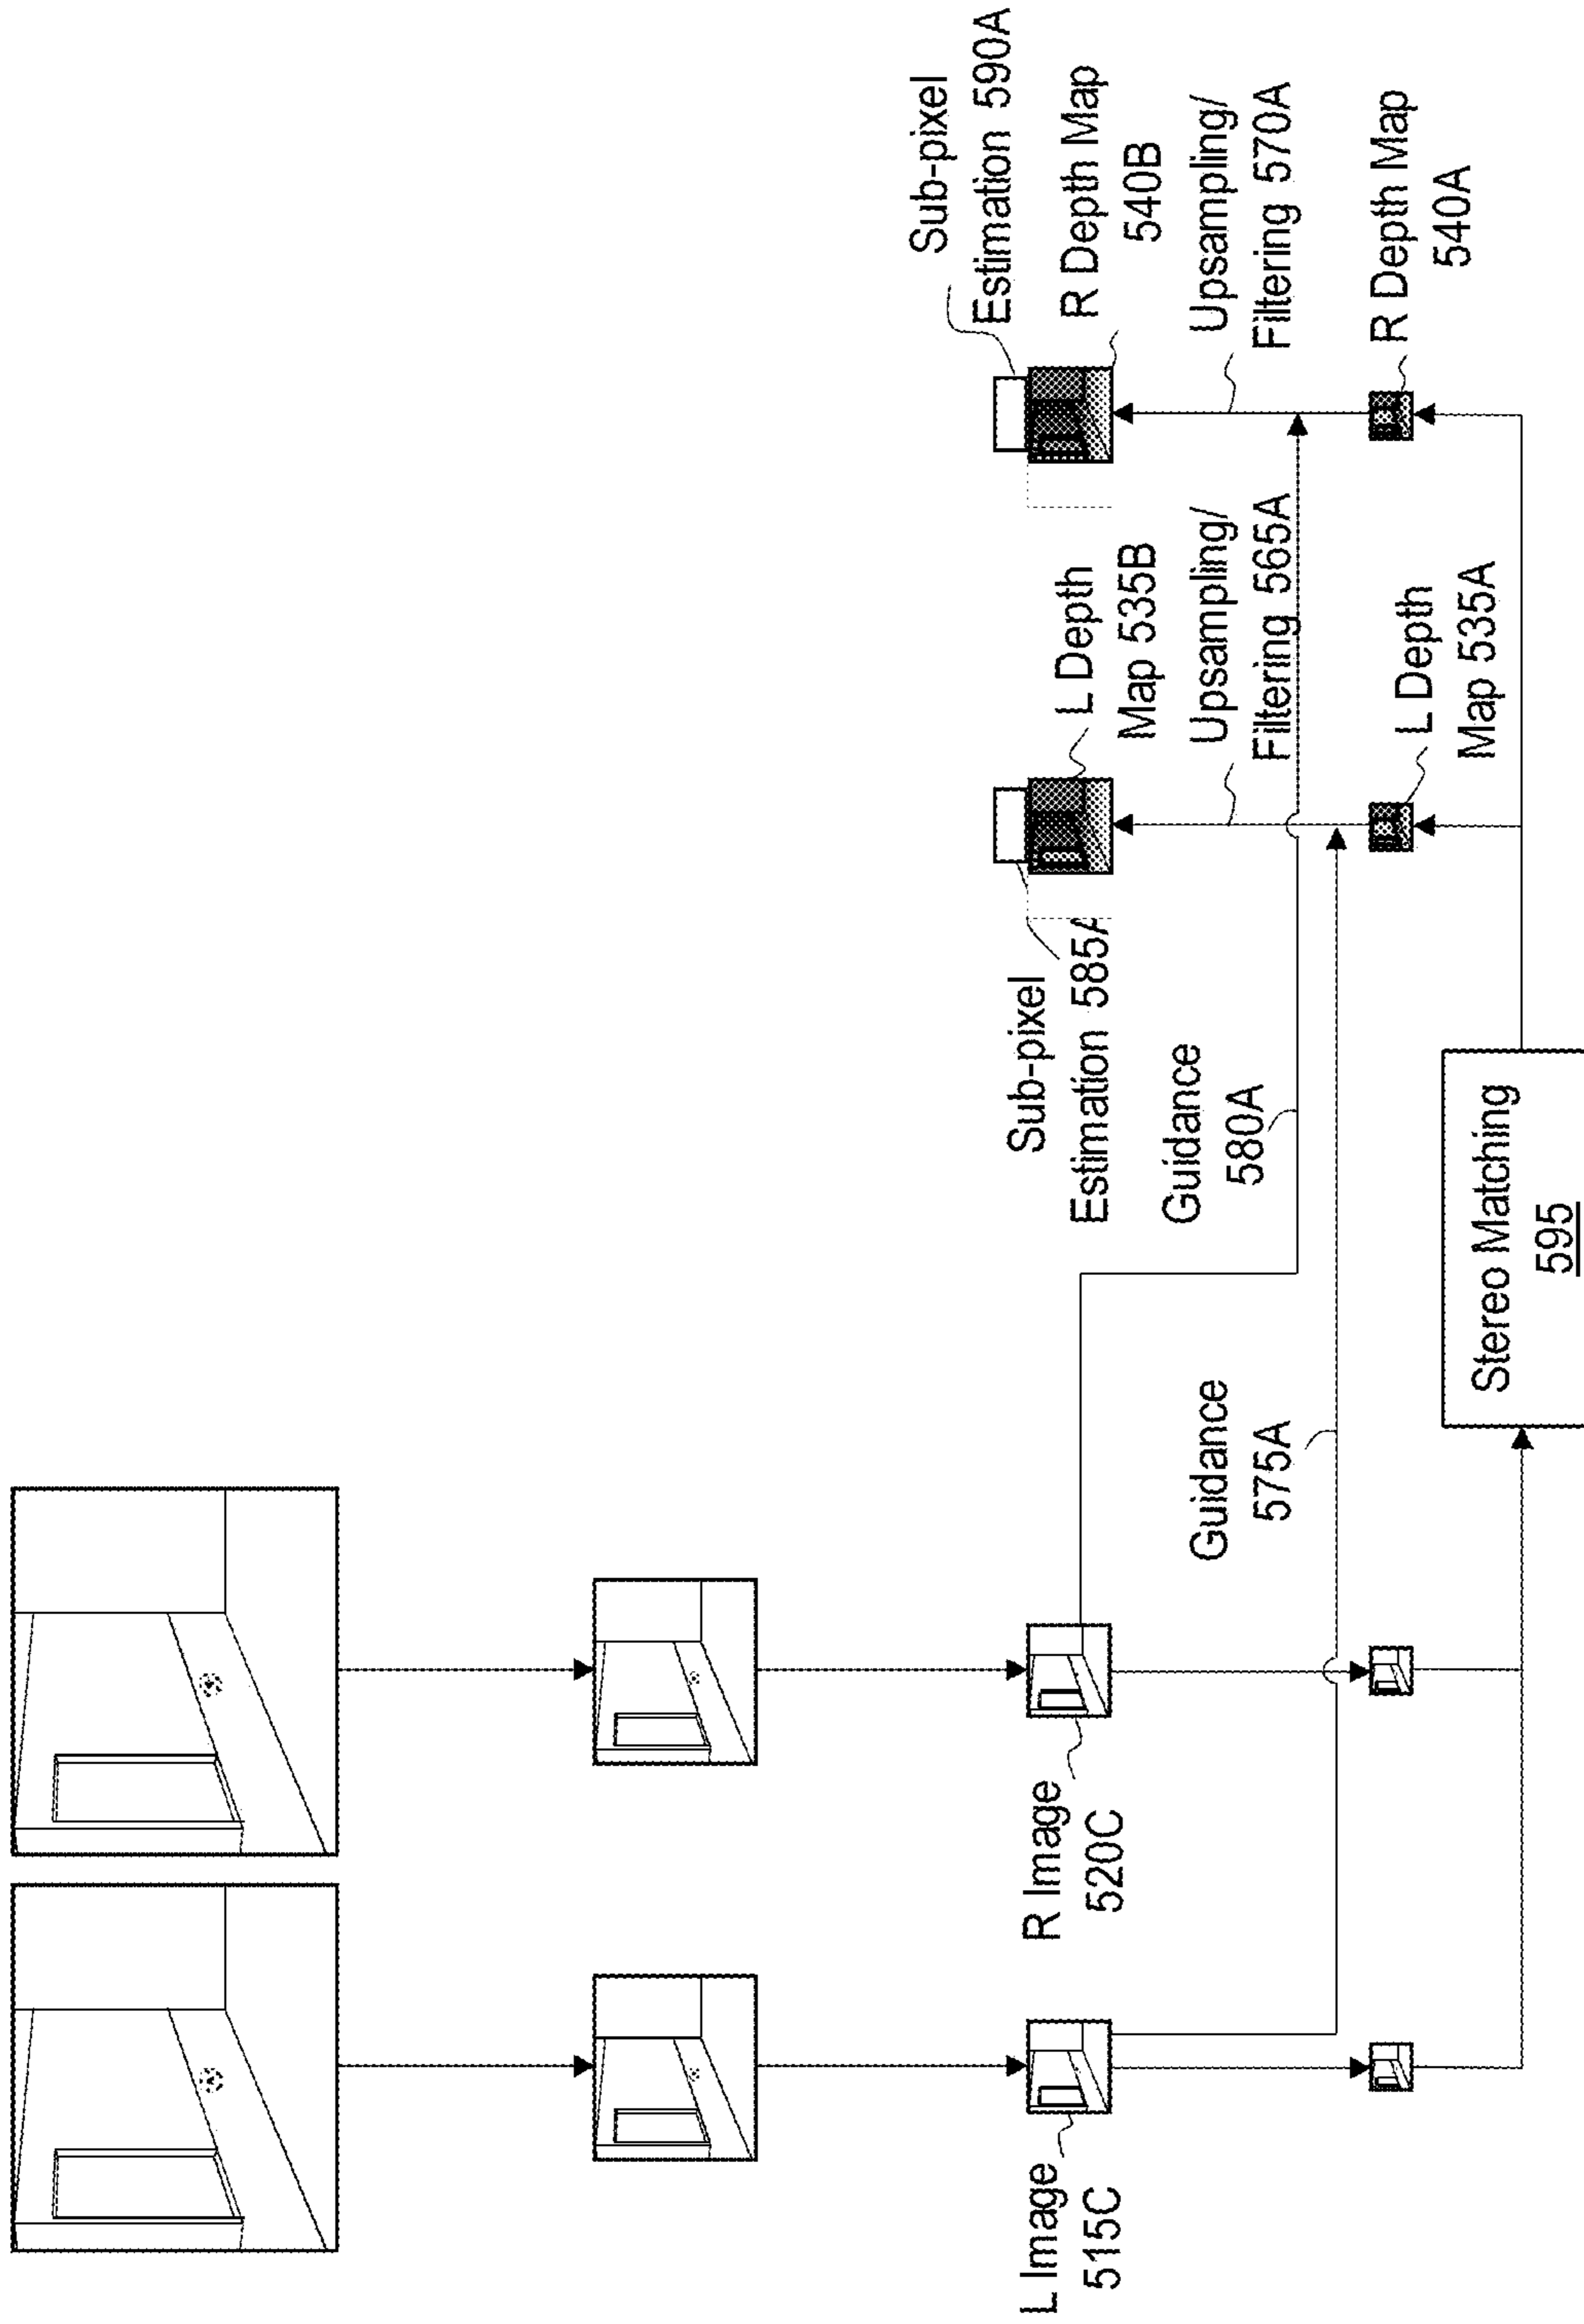 L Image
515C
R Image
520C
Guidance
575A
Guidance
580A
Stereo Matching
595
Sub-pixel
Estimation 585A
L Depth
Map 535B
Upsampling/
Filtering 565A
L Depth
Map 535A
Sub-pixel
Estimation 590A
R Depth Map
540B
Upsampling/
Filtering 570A
R Depth Map
540A